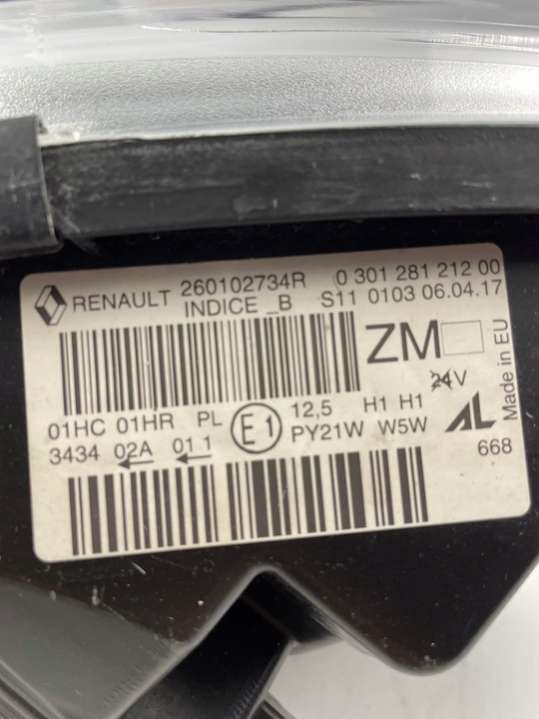 RENAULT 260102734R 0 301 281 212 00
INDICE _B S11 0103 06.04.17
ZM
24V
Made in EU
01HC 01HR PL E1 12,5 H1 H1
3434 02A 01 1 PY21W W5W
AL
668